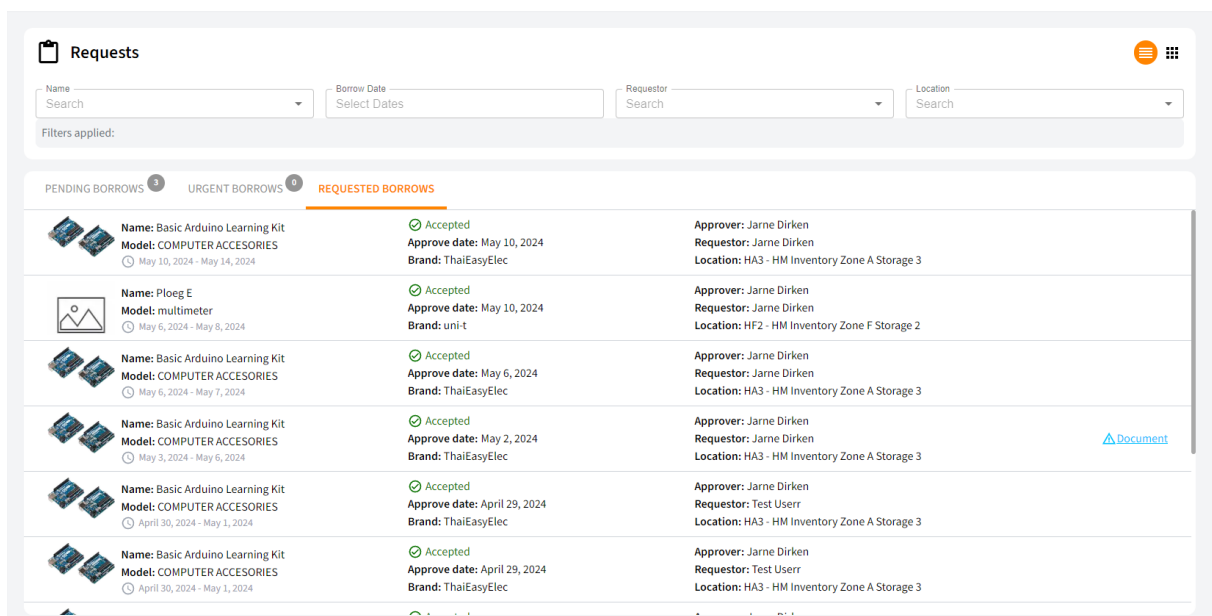 Requests
Name
Search
Borrow Date
Select Dates
Requestor
Search
Location
Search
Filters applied:
PENDING BORROWS 3
URGENT BORROWS 0
REQUESTED BORROWS
Name: Basic Arduino Learning Kit
Model: COMPUTER ACCESORIES
May 10, 2024 - May 14, 2024
Accepted
Approve date: May 10, 2024
Brand: ThaiEasyElec
Approver: Jarne Dirken
Requestor: Jarne Dirken
Location: HA3 - HM Inventory Zone A Storage 3
Name: Ploeg E
Model: multimeter
May 6, 2024 - May 8, 2024
Accepted
Approve date: May 10, 2024
Brand: uni-t
Approver: Jarne Dirken
Requestor: Jarne Dirken
Location: HF2 - HM Inventory Zone F Storage 2
Name: Basic Arduino Learning Kit
Model: COMPUTER ACCESORIES
May 6, 2024 - May 7, 2024
Accepted
Approve date: May 6, 2024
Brand: ThaiEasyElec
Approver: Jarne Dirken
Requestor: Jarne Dirken
Location: HA3 - HM Inventory Zone A Storage 3
Name: Basic Arduino Learning Kit
Model: COMPUTER ACCESORIES
May 3, 2024 - May 6, 2024
Accepted
Approve date: May 2, 2024
Brand: ThaiEasyElec
Approver: Jarne Dirken
Requestor: Jarne Dirken
Location: HA3 - HM Inventory Zone A Storage 3
Document
Name: Basic Arduino Learning Kit
Model: COMPUTER ACCESORIES
April 30, 2024 - May 1, 2024
Accepted
Approve date: April 29, 2024
Brand: ThaiEasyElec
Approver: Jarne Dirken
Requestor: Test Userr
Location: HA3 - HM Inventory Zone A Storage 3
Name: Basic Arduino Learning Kit
Model: COMPUTER ACCESORIES
April 30, 2024 - May 1, 2024
Accepted
Approve date: April 29, 2024
Brand: ThaiEasyElec
Approver: Jarne Dirken
Requestor: Test Userr
Location: HA3 - HM Inventory Zone A Storage 3